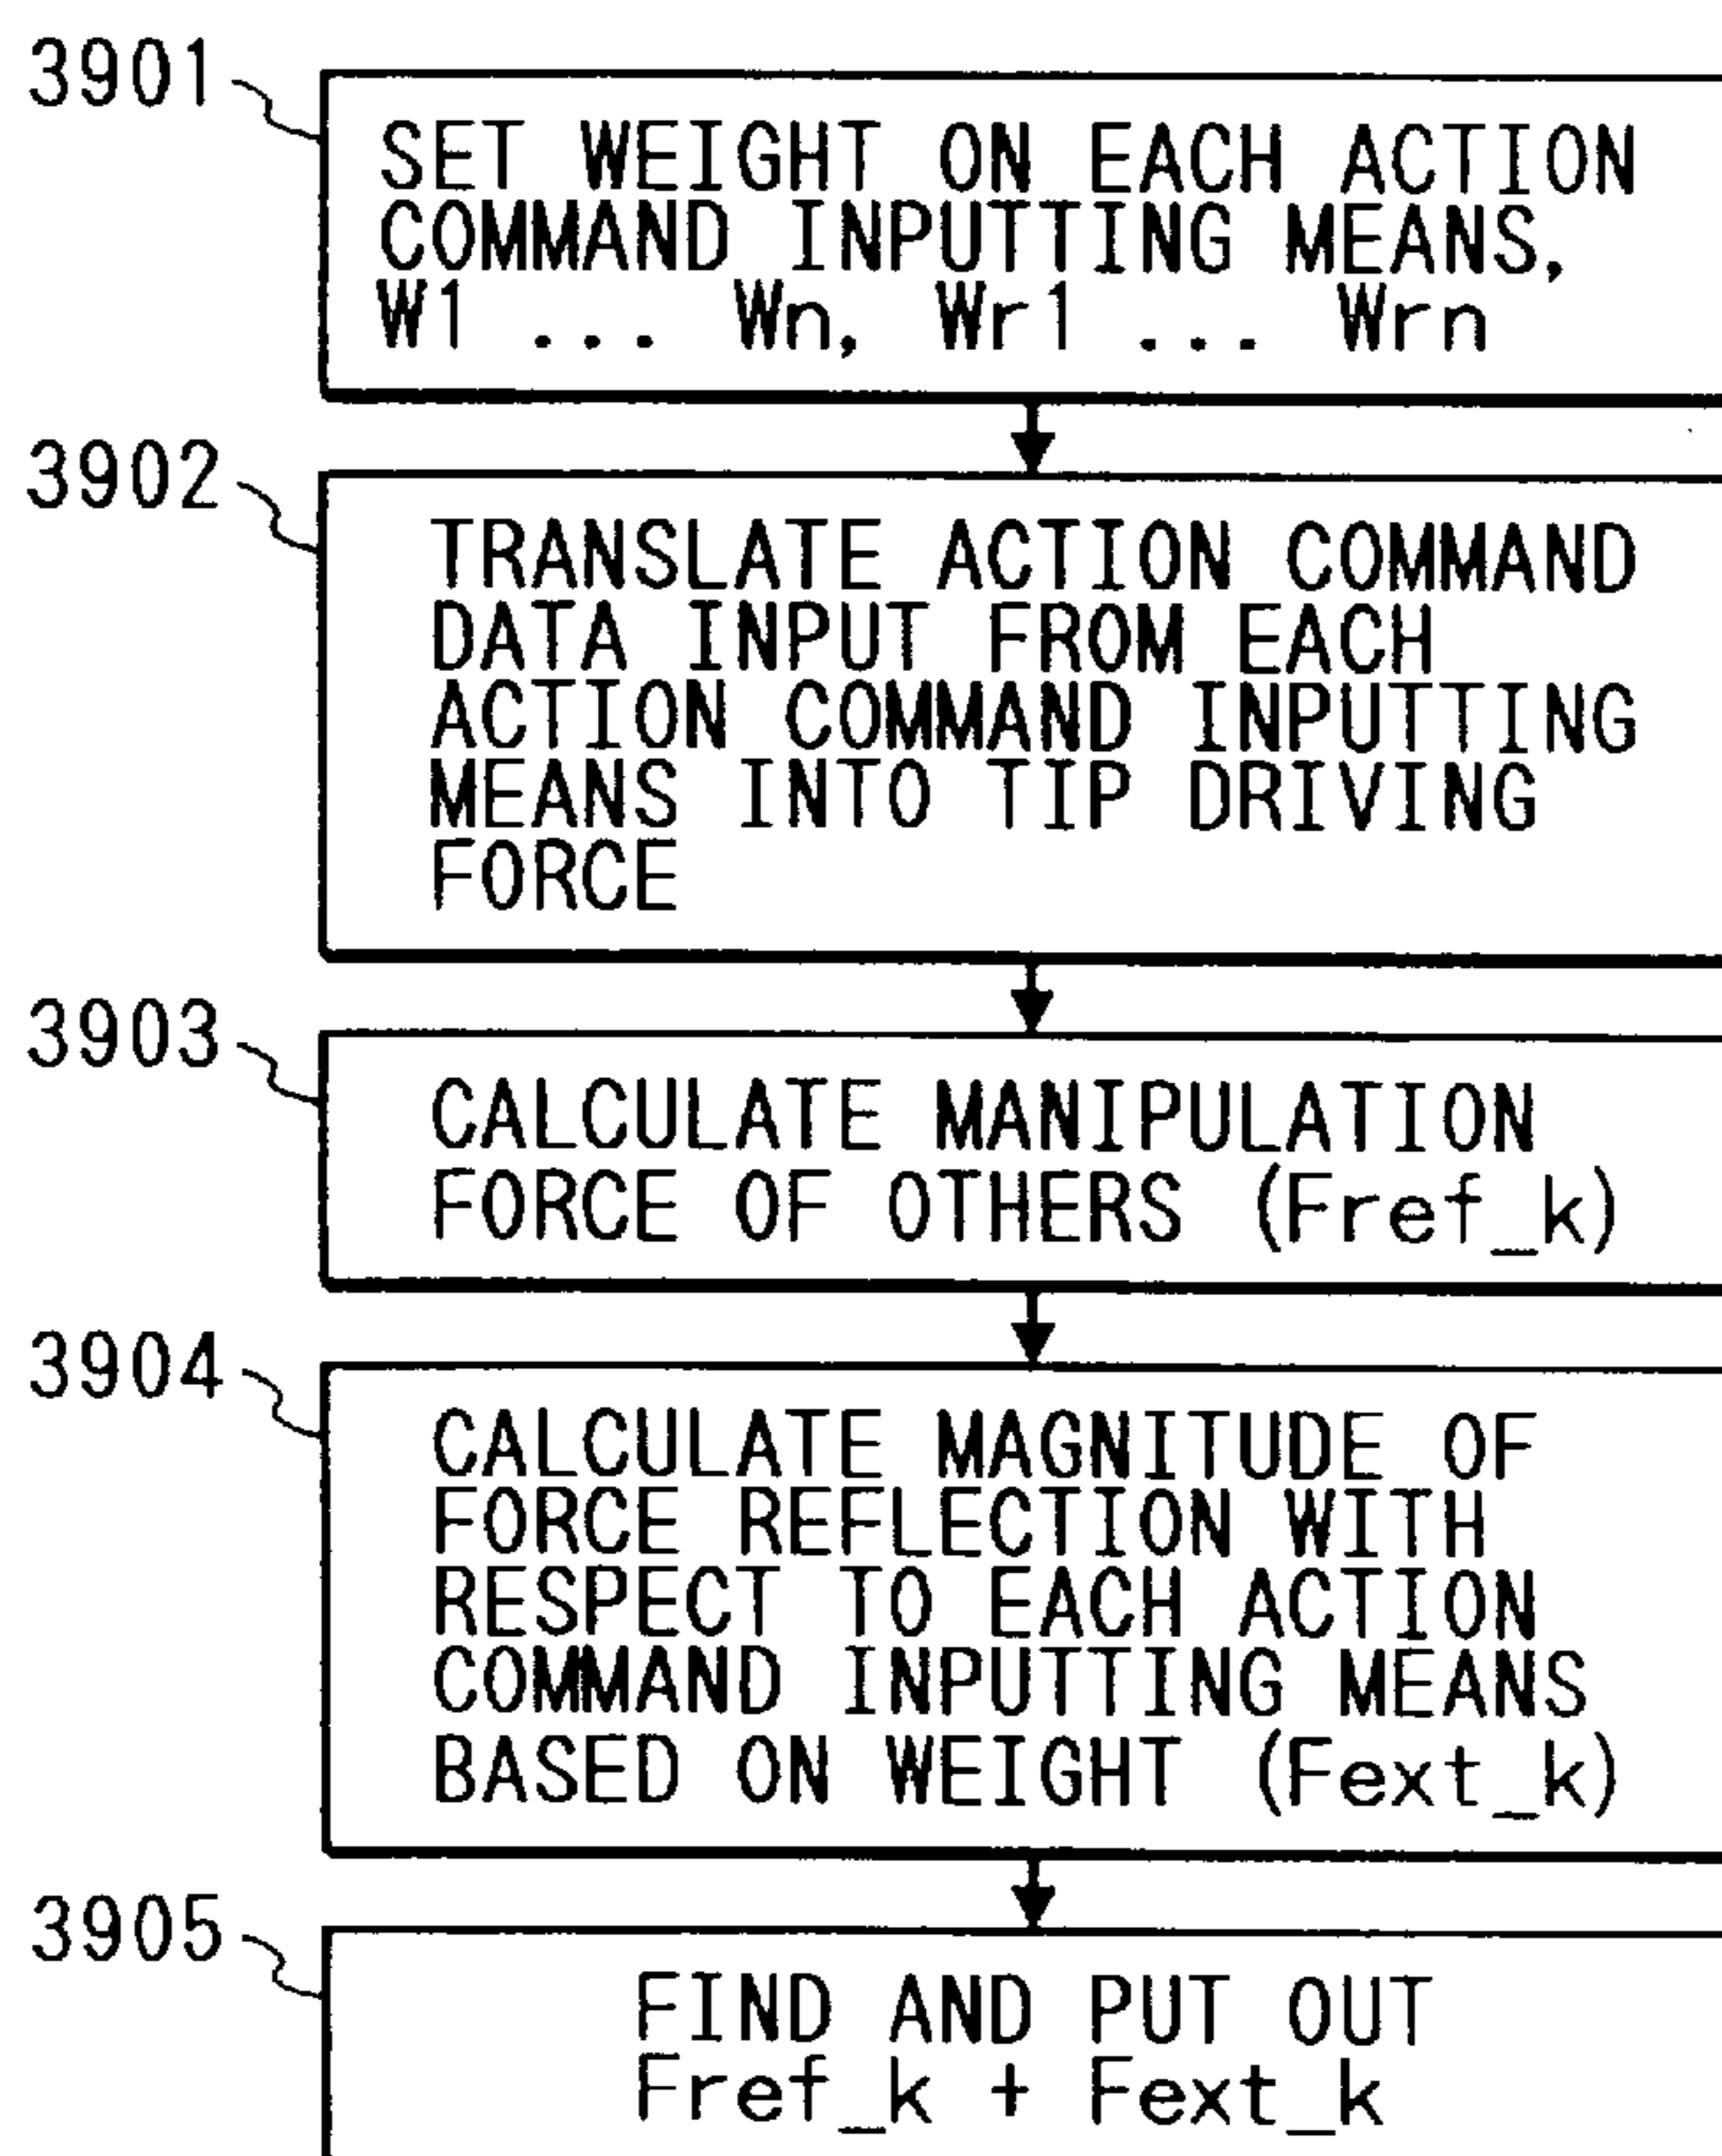 3901
SET WEIGHT ON EACH ACTION
COMMAND INPUTTING MEANS,
W1 ... Wn, Wr1 ... Wrn
3902
TRANSLATE ACTION COMMAND
DATA INPUT FROM EACH
ACTION COMMAND INPUTTING
MEANS INTO TIP DRIVING
FORCE
3903
CALCULATE MANIPULATION
FORCE OF OTHERS (Fref_k)
3904
CALCULATE MAGNITUDE OF
FORCE REFLECTION WITH
RESPECT TO EACH ACTION
COMMAND INPUTTING MEANS
BASED ON WEIGHT (Fext_k)
3905
FIND AND PUT OUT
Fref_k + Fext_k